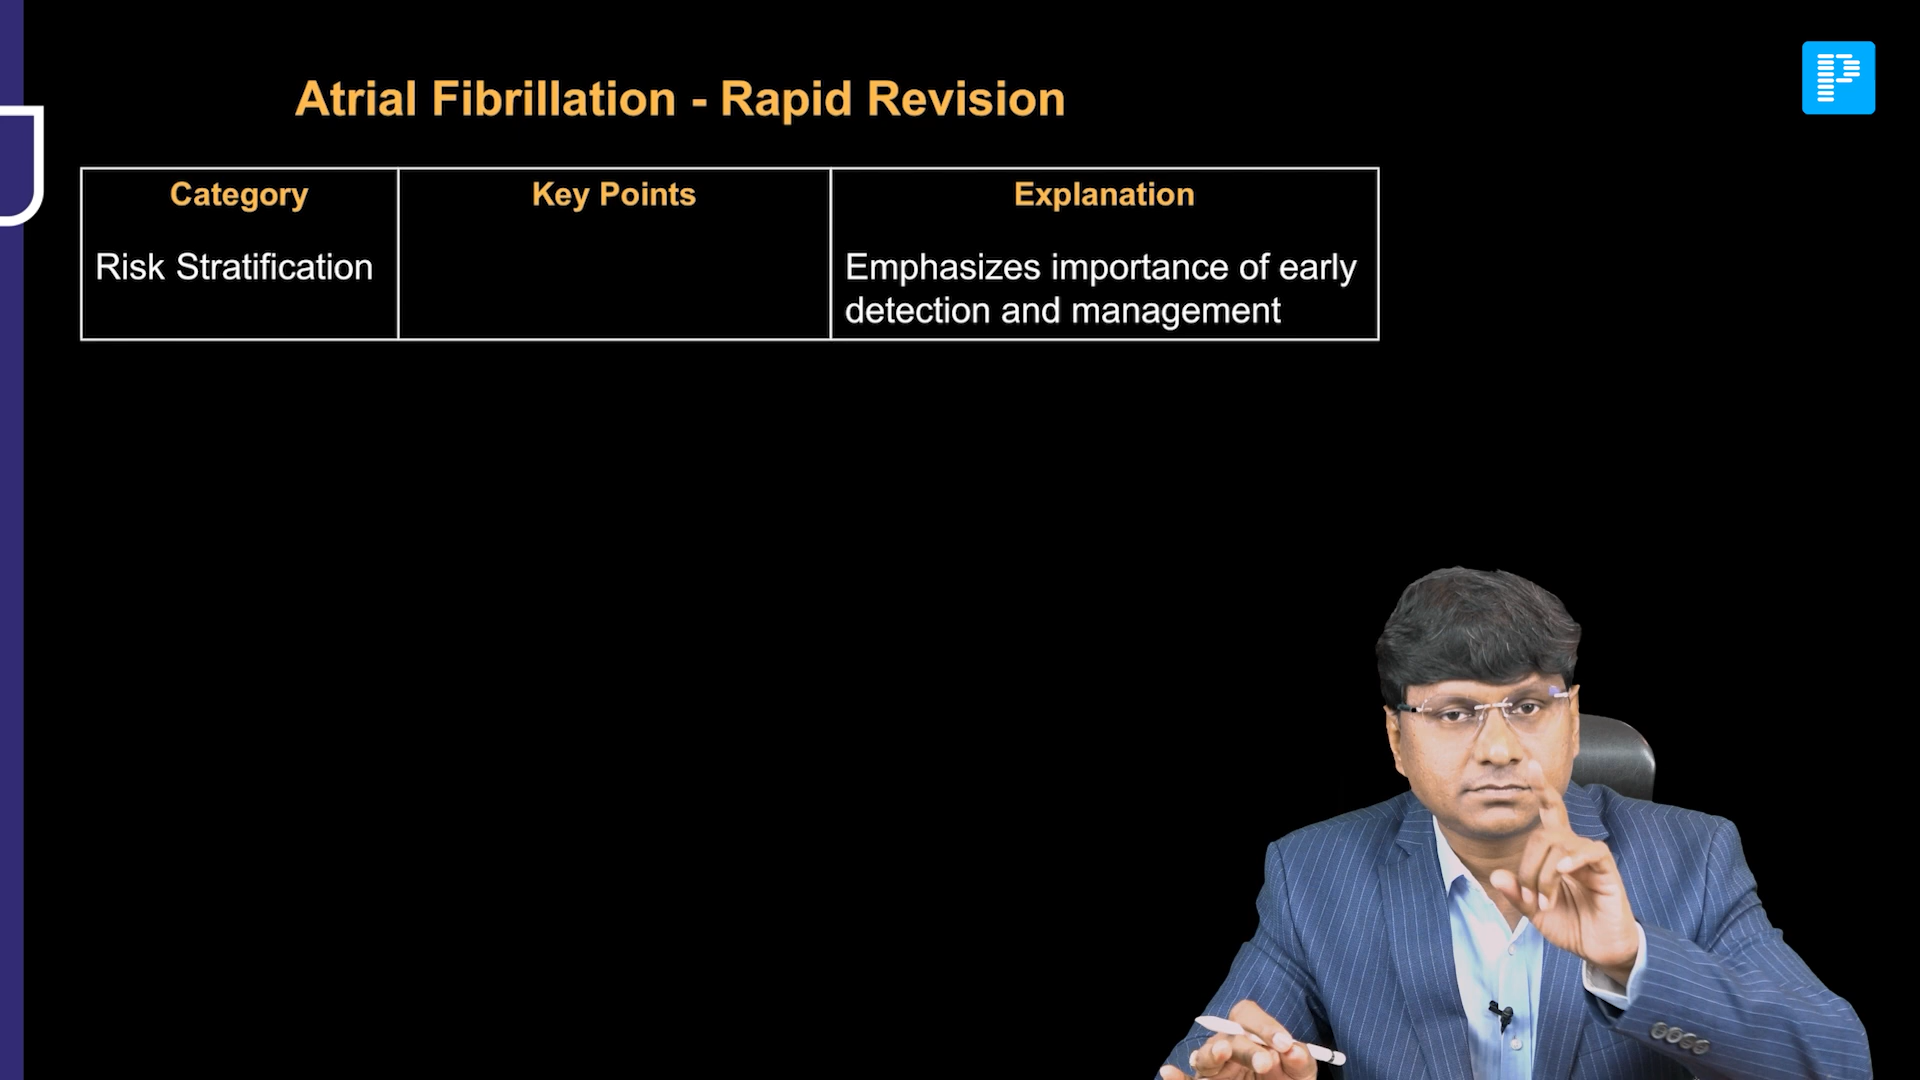 Atrial Fibrillation - Rapid Revision
Category
Key Points
Explanation
Risk Stratification
Emphasizes importance of early
detection and management
P